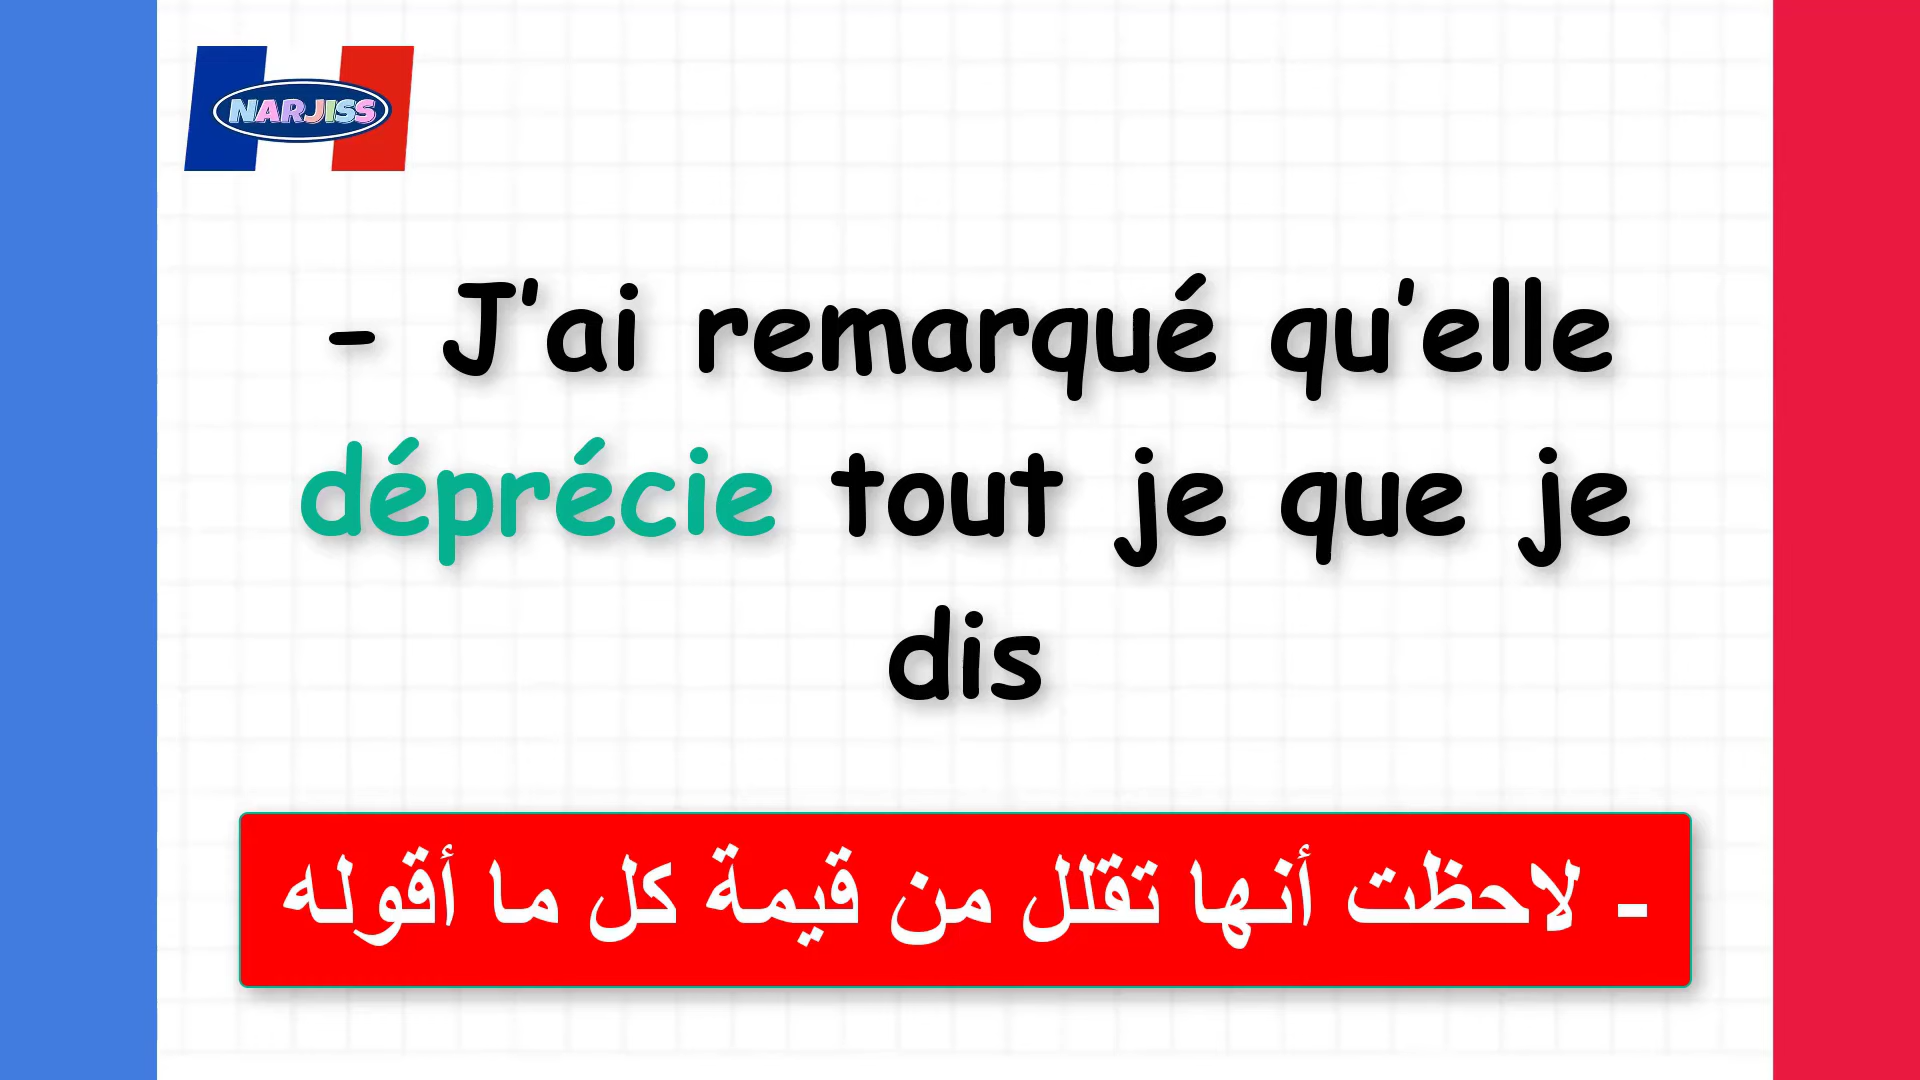 NARJISS
- J’ai remarqué qu’elle
déprécie tout je que je
dis
- لاحظت أنها تقلل من قيمة كل ما أقوله